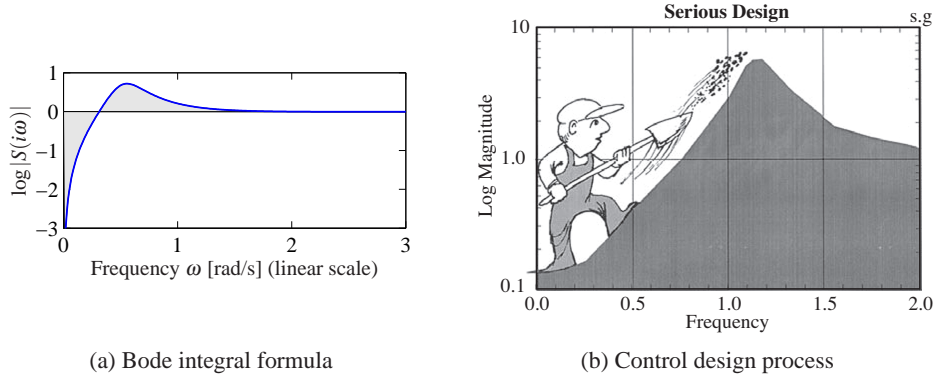 1
0
−1
−2
−3
0 1 2 3
log |S(iω)|
Frequency ω [rad/s] (linear scale)
(a) Bode integral formula
Serious Design
s.g
10
1.0
0.1
Log Magnitude
0.0 0.5 1.0 1.5 2.0
Frequency
(b) Control design process